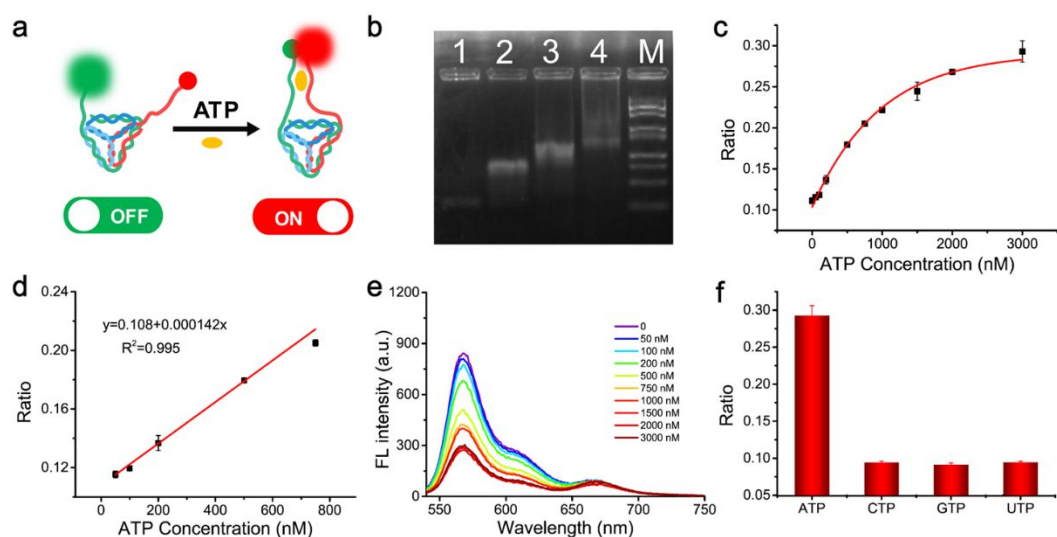 a
ATP
OFF
ON
b
1 2 3 4 M
c
Ratio
0.30
0.25
0.20
0.15
0.10
0 1000 2000 3000
ATP Concentration (nM)
d
Ratio
0.24
0.20
0.16
0.12
y=0.108+0.000142x
R²=0.995
0 200 400 600 800
ATP Concentration (nM)
e
FL intensity (a.u.)
1200
900
600
300
0
0
50 nM
100 nM
200 nM
500 nM
750 nM
1000 nM
1500 nM
2000 nM
3000 nM
550 600 650 700 750
Wavelength (nm)
f
Ratio
0.30
0.25
0.20
0.15
0.10
0.05
ATP CTP GTP UTP